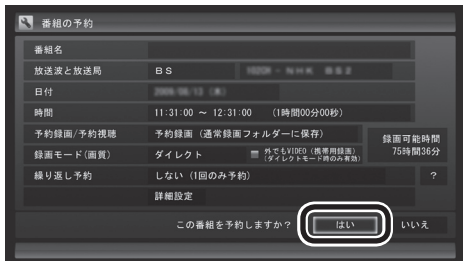 番組の予約
番組名
放送波と放送局 BS
日付
時間 11:31:00 ～ 12:31:00 (1時間00分00秒)
予約録画/予約視聴 予約録画 (通常録画フォルダーに保存)
録画可能時間
75時間36分
録画モード(画質) ダイレクト 外でもVIDEO (携帯用録画)
(ダイレクトモード時のみ有効)
繰り返し予約 しない (1回のみ予約) ?
詳細設定
この番組を予約しますか? はい いいえ